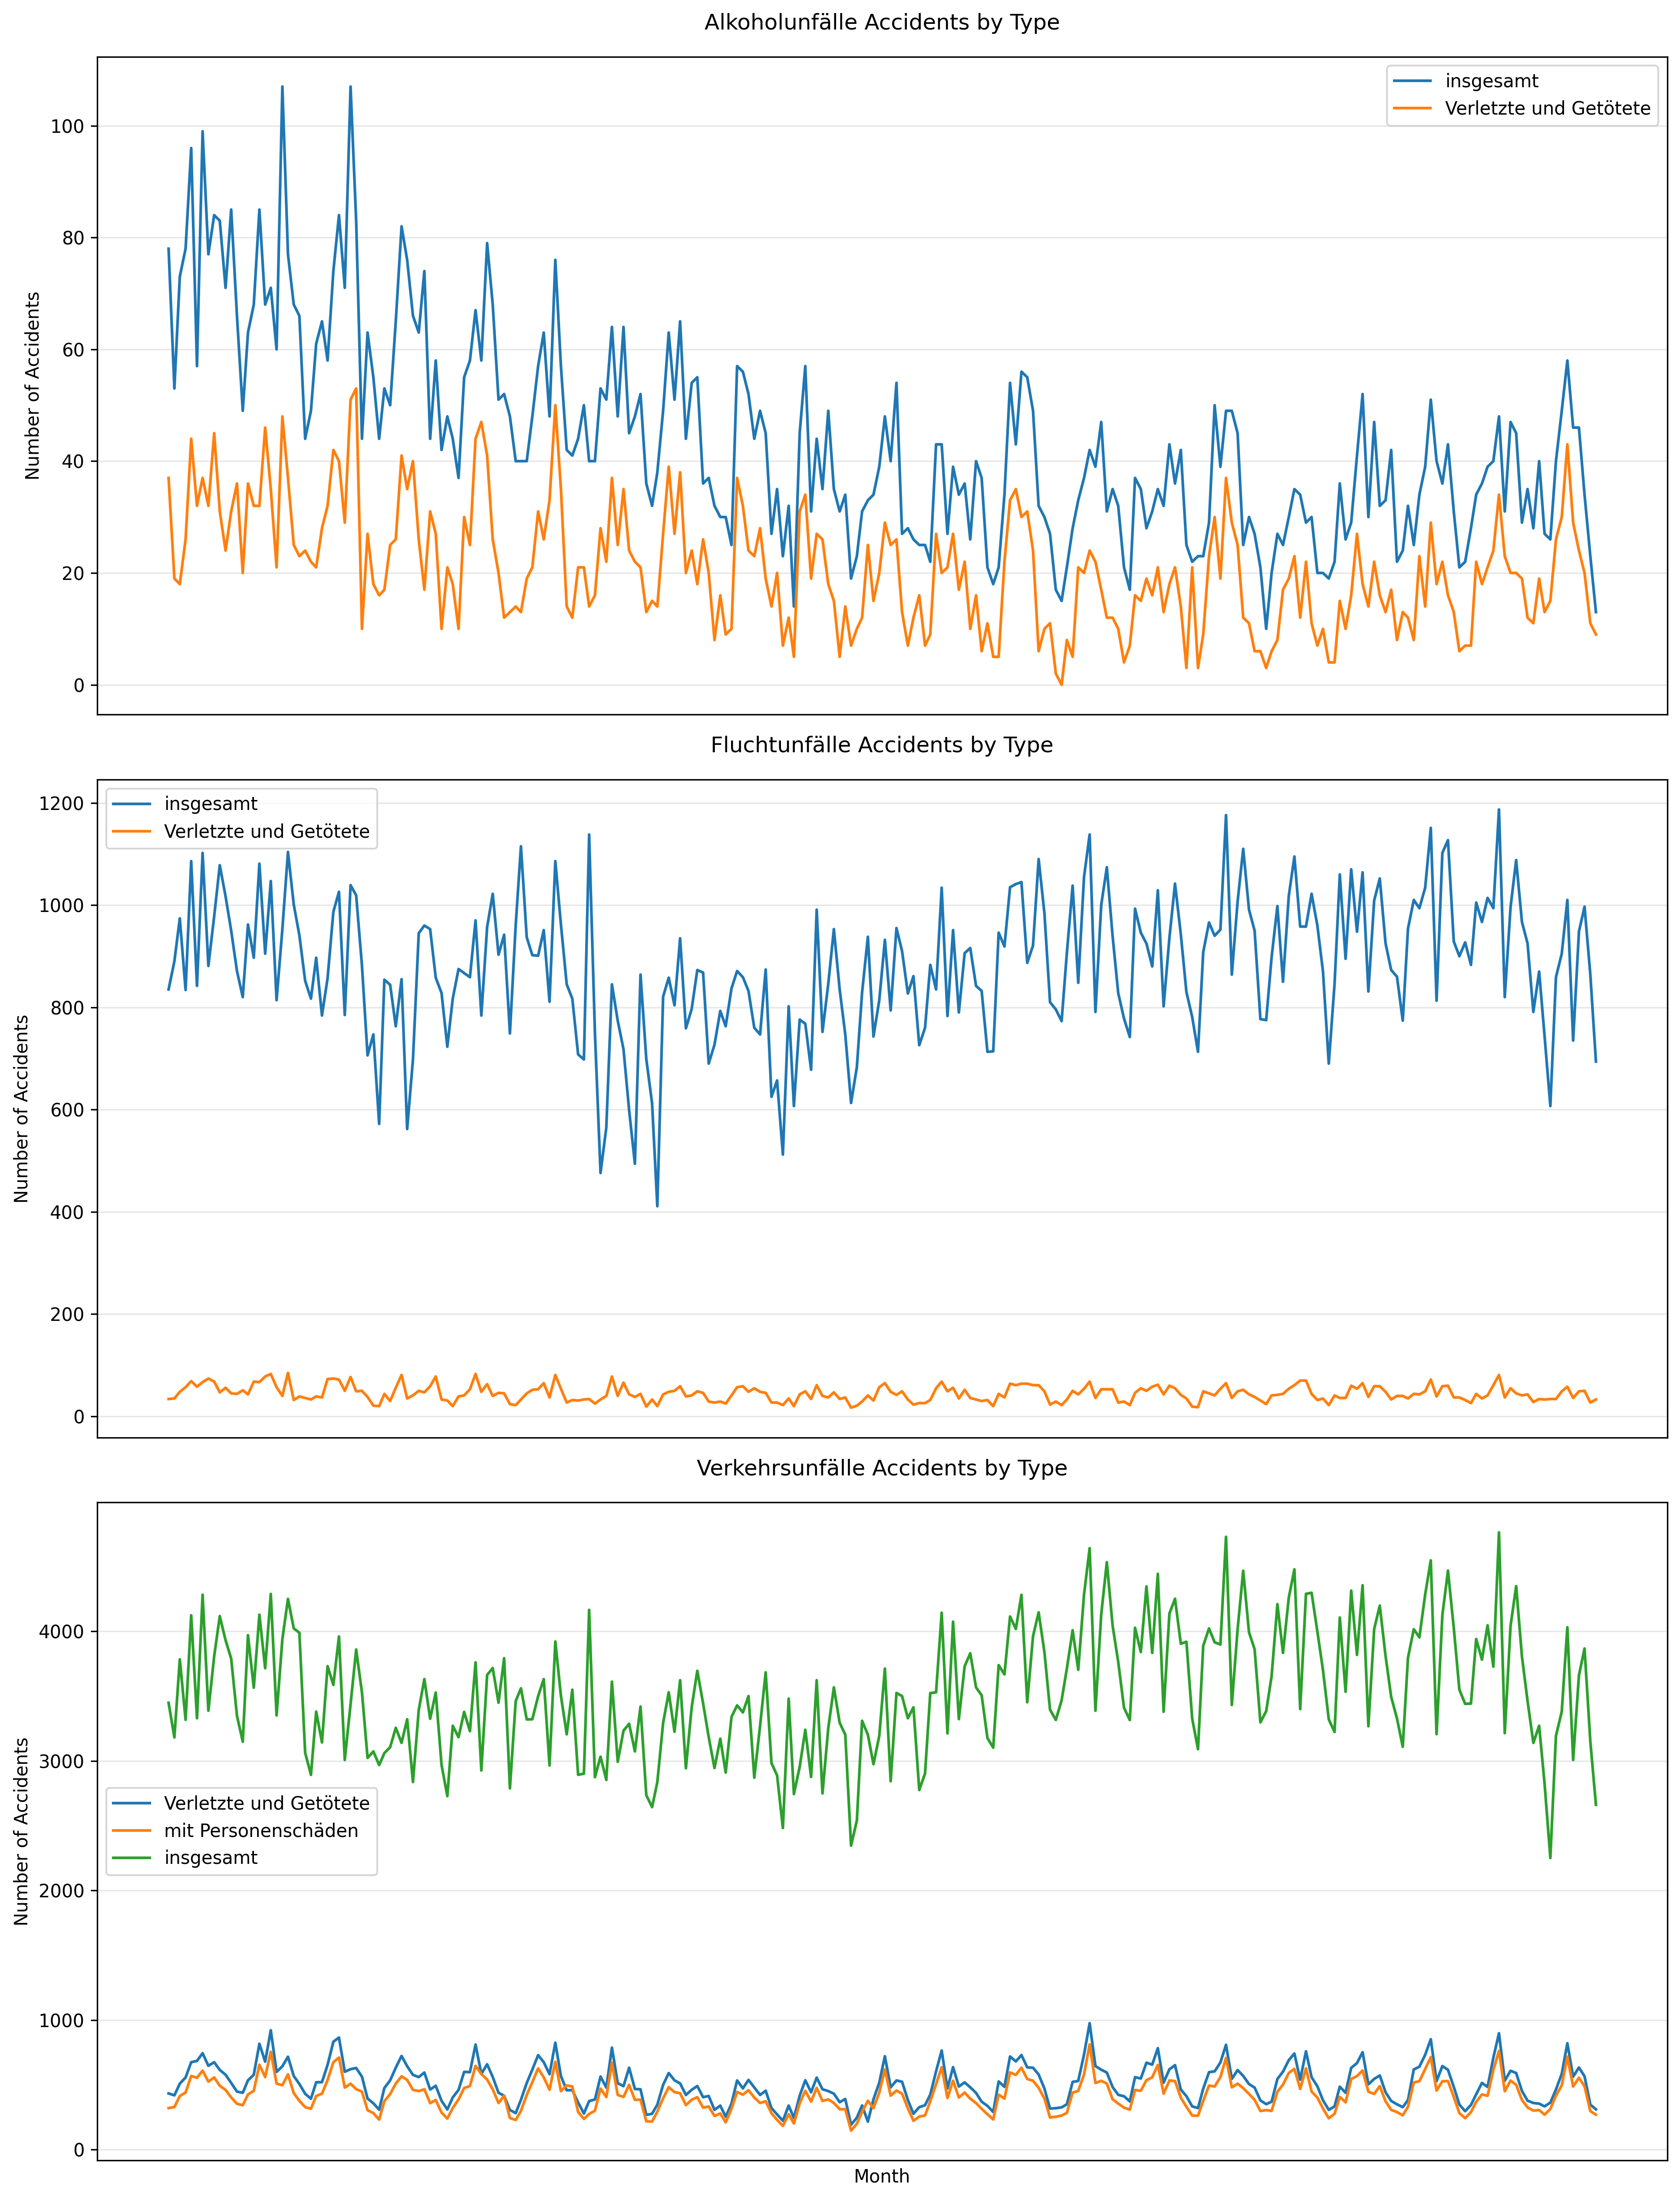 Alkoholunfälle Accidents by Type
insgesamt
Verletzte und Getötete
Number of Accidents
100
80
60
40
20
0
Fluchtunfälle Accidents by Type
insgesamt
Verletzte und Getötete
Number of Accidents
1200
1000
800
600
400
200
0
Verkehrsunfälle Accidents by Type
Number of Accidents
4000
3000
Verletzte und Getötete
mit Personenschäden
insgesamt
2000
1000
0
Month